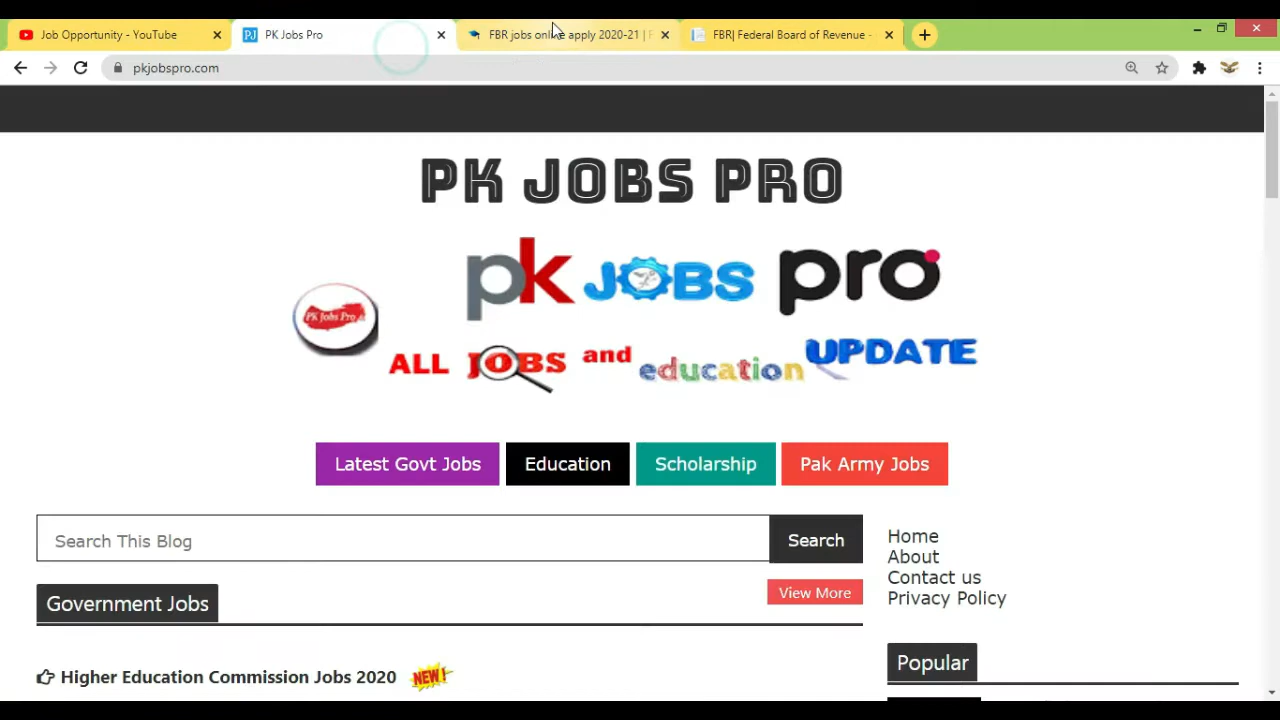 Job Opportunity - YouTube
PK Jobs Pro
FBR jobs online apply 2020-21 | F
FBR| Federal Board of Revenue -
pkjobspro.com
PK JOBS PRO
pk JOBS pro
PK Jobs Pro
ALL JOBS and education UPDATE
Latest Govt Jobs
Education
Scholarship
Pak Army Jobs
Search This Blog
Search
Home
About
Contact us
Privacy Policy
Government Jobs
View More
Popular
Higher Education Commission Jobs 2020 NEW!